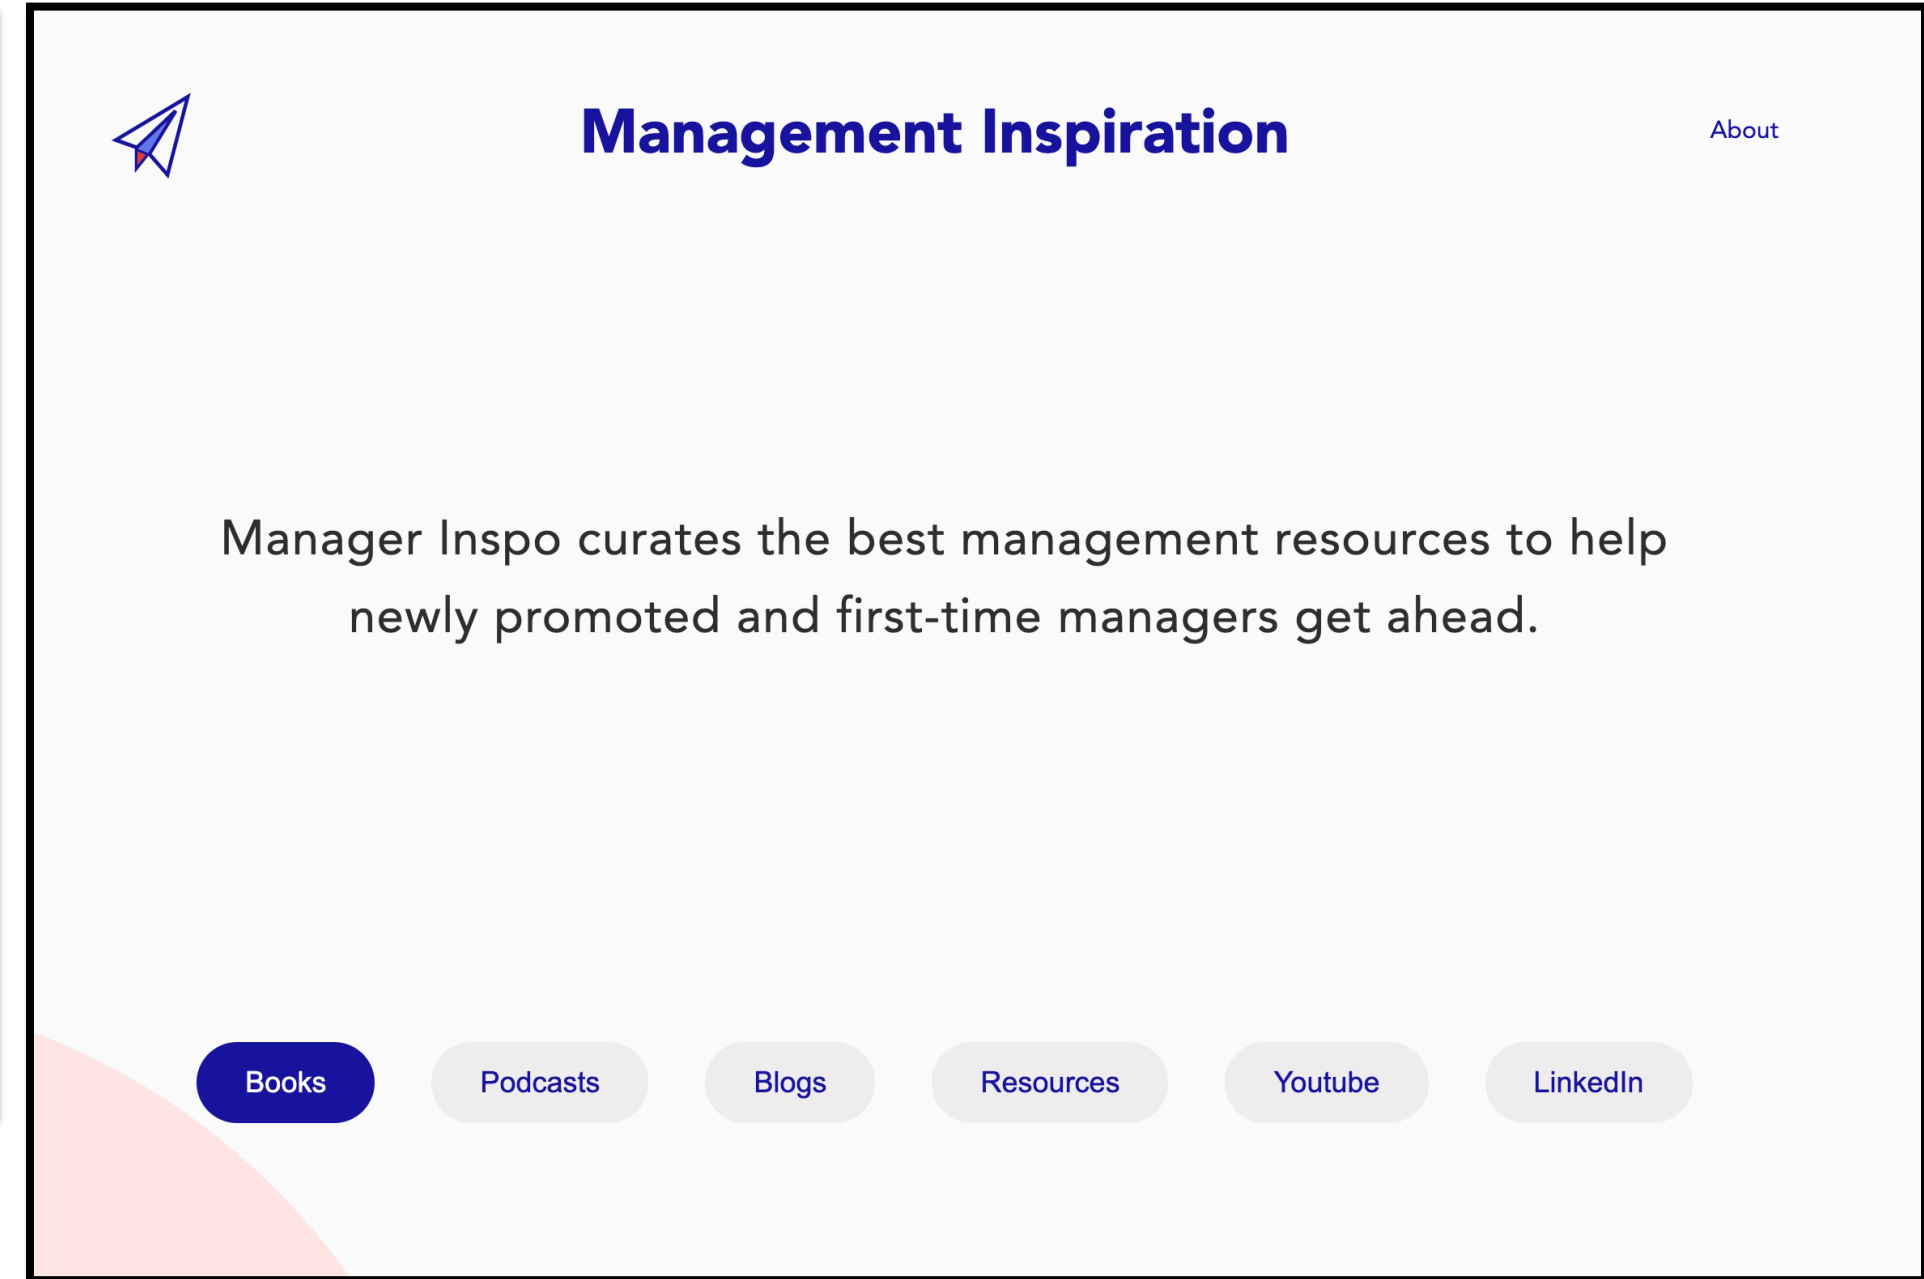 Management Inspiration
About
Manager Inspo curates the best management resources to help
newly promoted and first-time managers get ahead.
Books
Podcasts
Blogs
Resources
Youtube
LinkedIn